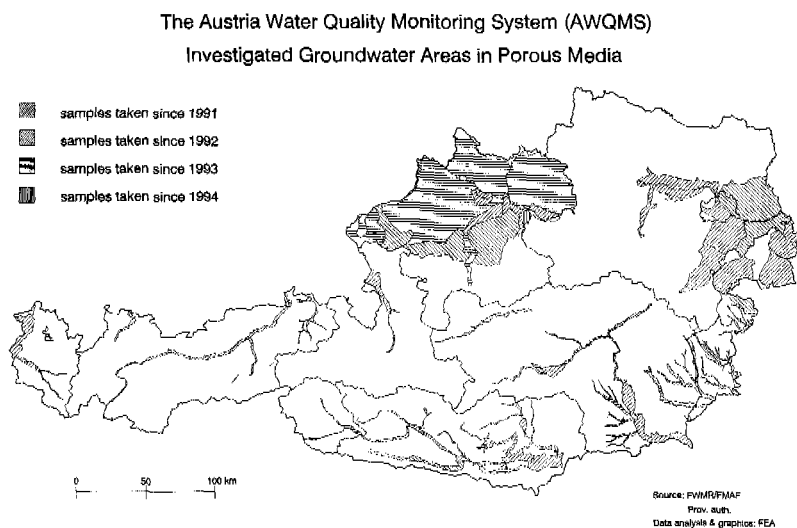 The Austria Water Quality Monitoring System (AWQMS)
Investigated Groundwater Areas in Porous Media
samples taken since 1991
samples taken since 1992
samples taken since 1993
samples taken since 1994
0 50 100 km
Source: FWMR/FMAF
Prov. auth.
Data analysis & graphics: FEA